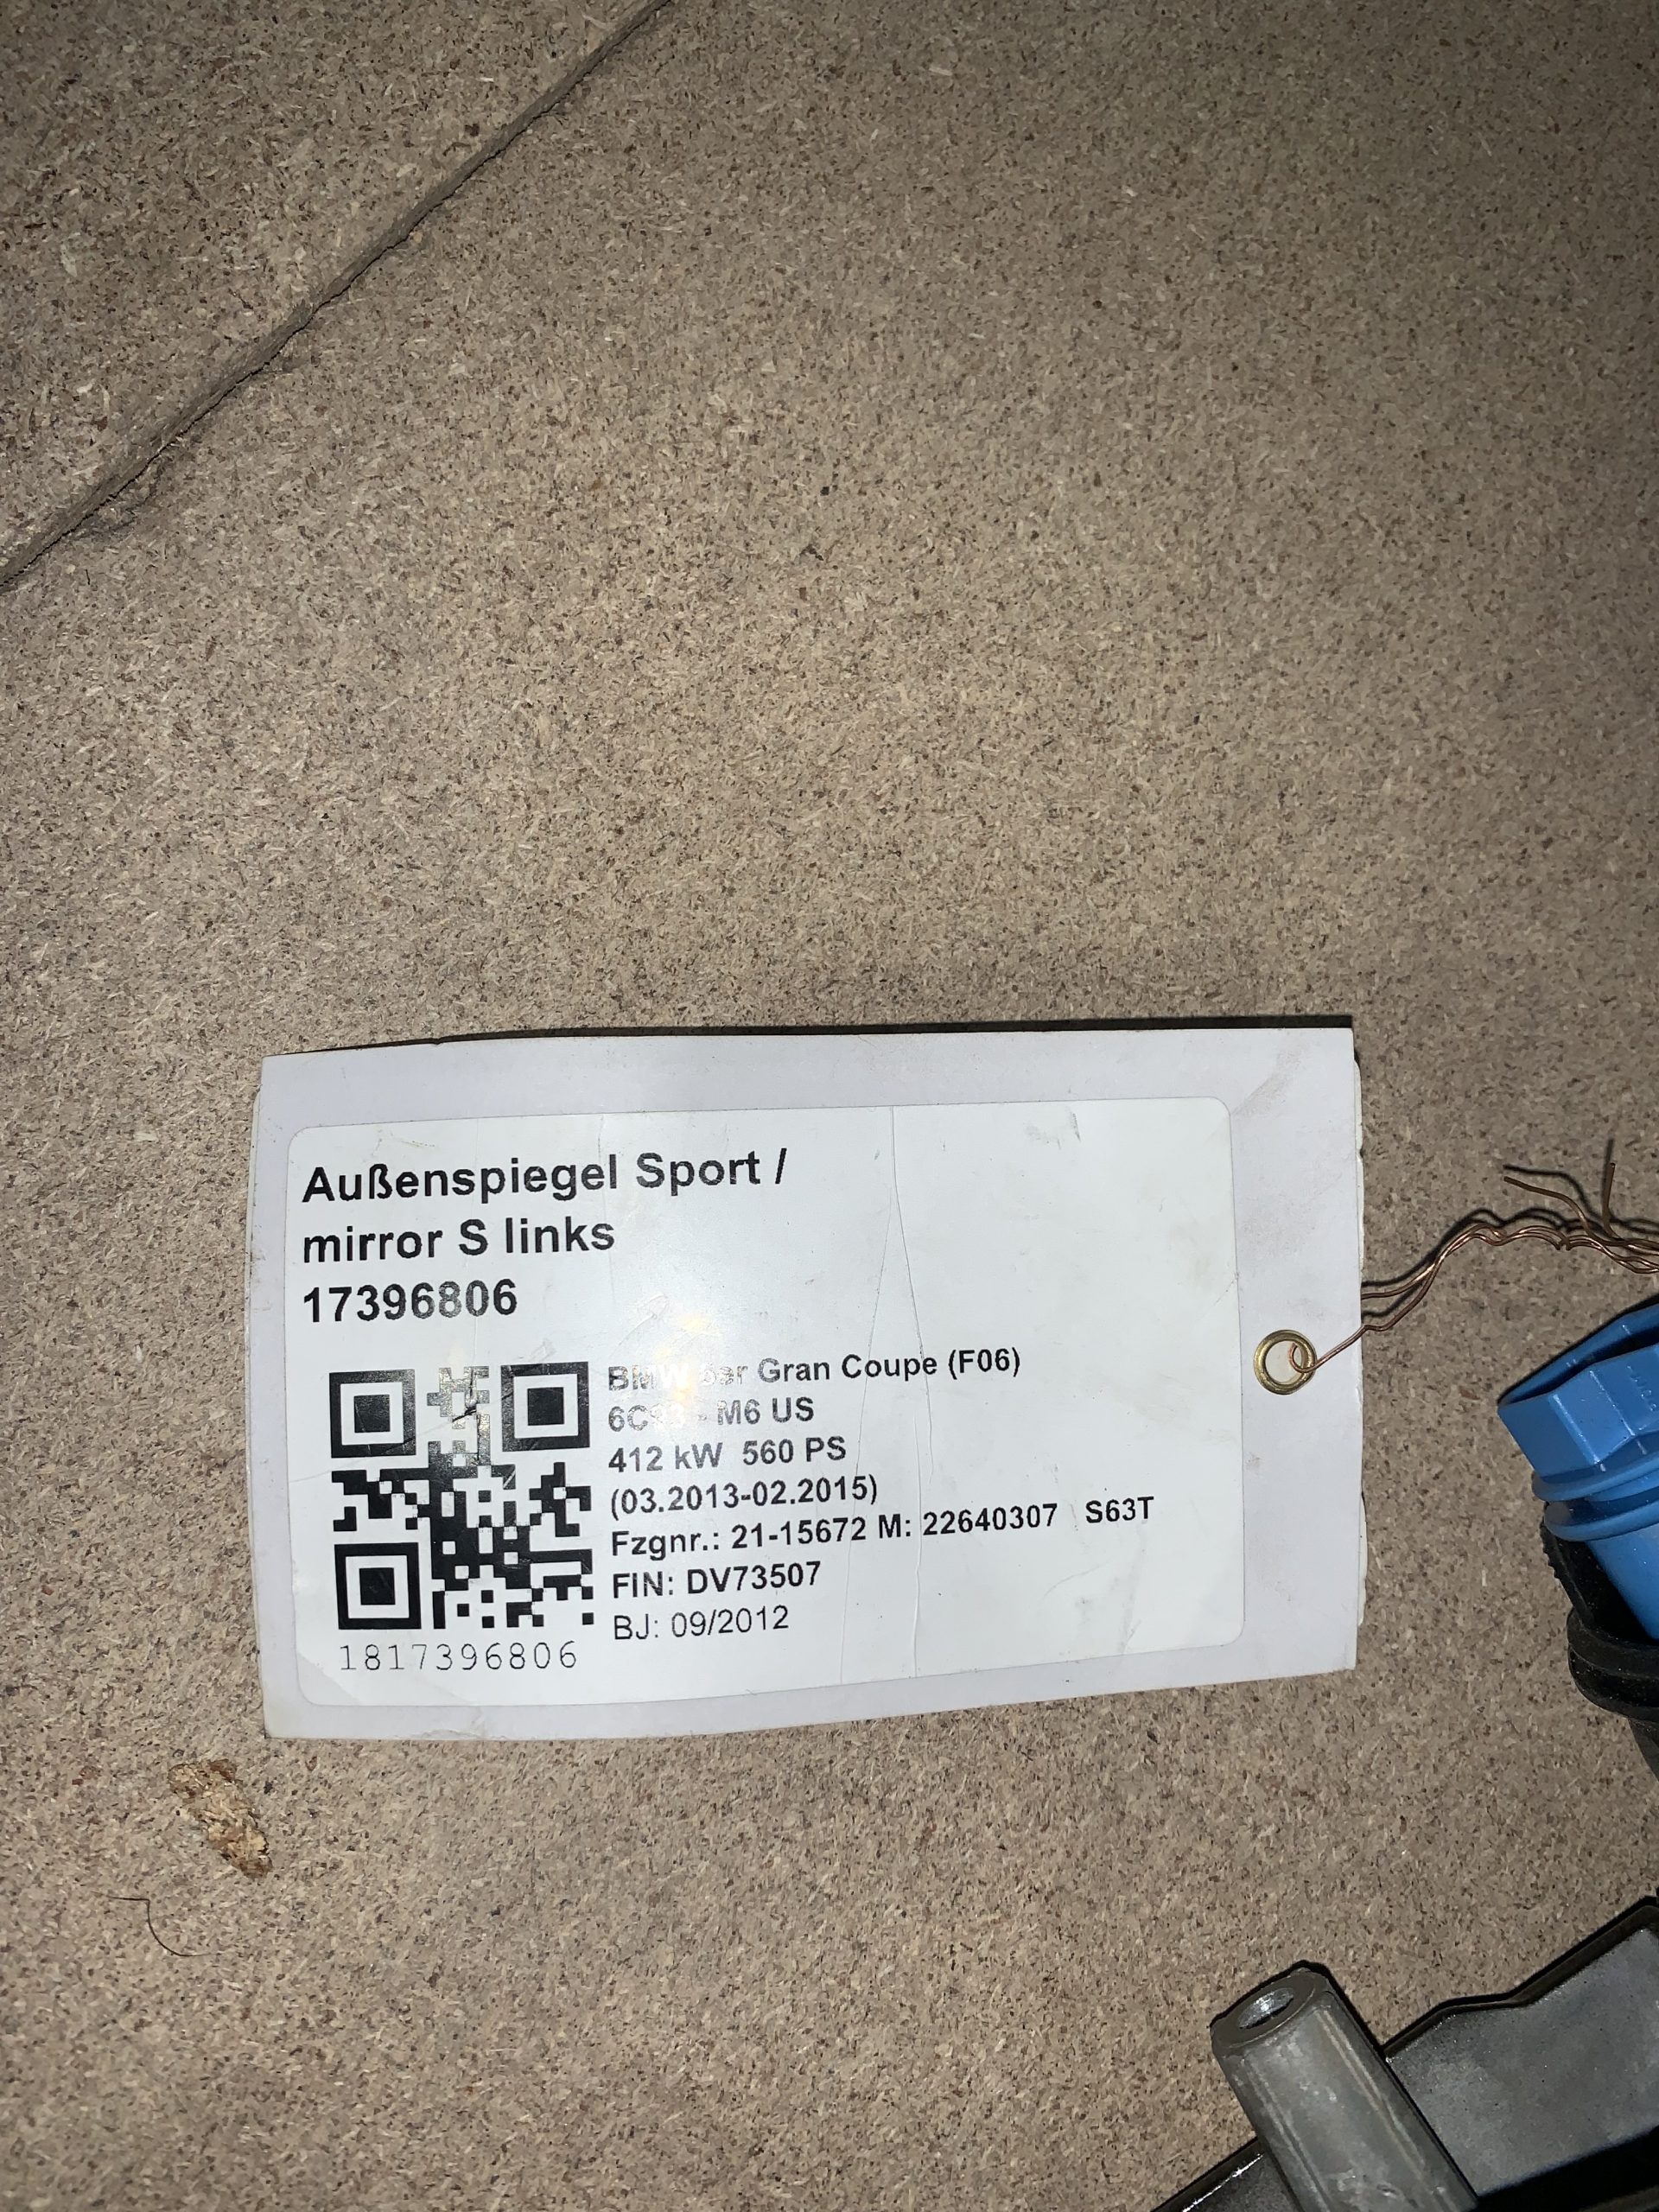 Außenspiegel Sport /
mirror S links
17396806
Gran Coupe (F06)
M6 US
412 kW 560 PS
(03.2013-02.2015)
Fzgnr.: 21-15672 M: 22640307 S63T
FIN: DV73507
BJ: 09/2012
1817396806